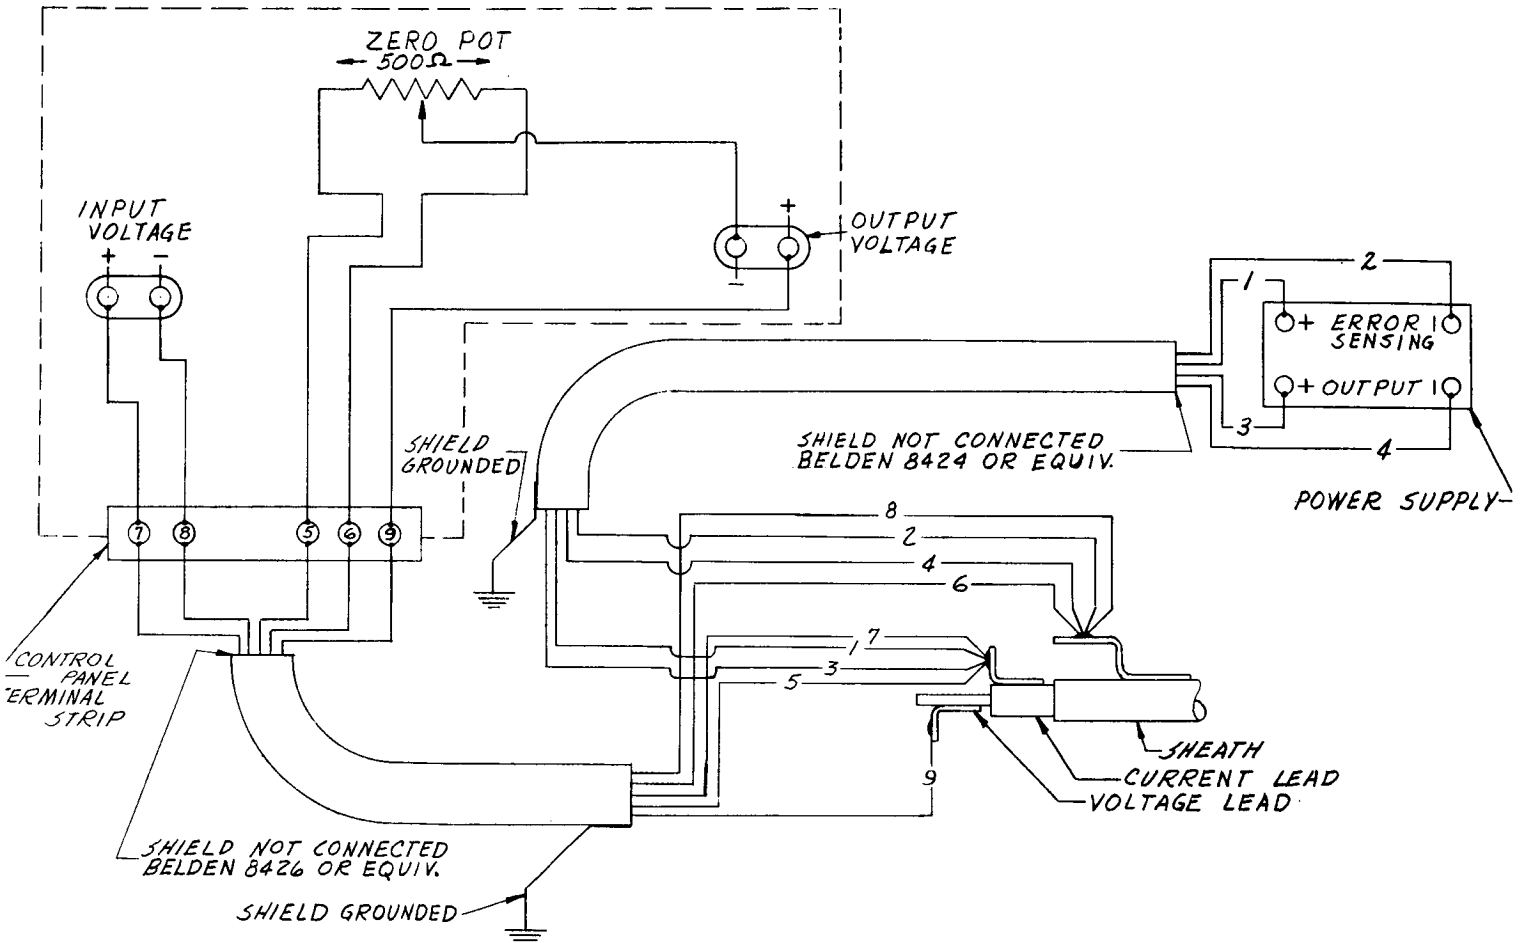 ZERO POT
500Ω
INPUT
VOLTAGE
+ −
+
−
OUTPUT
VOLTAGE
2
1
+ ERROR
SENSING
+ OUTPUT
3
4
POWER SUPPLY
SHIELD
GROUNDED
SHIELD NOT CONNECTED
BELDEN 8424 OR EQUIV.
7 8 5 6 9
8
2
4
6
7
1
3
5
9
CONTROL
PANEL
TERMINAL
STRIP
SHEATH
CURRENT LEAD
VOLTAGE LEAD
SHIELD NOT CONNECTED
BELDEN 8426 OR EQUIV.
SHIELD GROUNDED